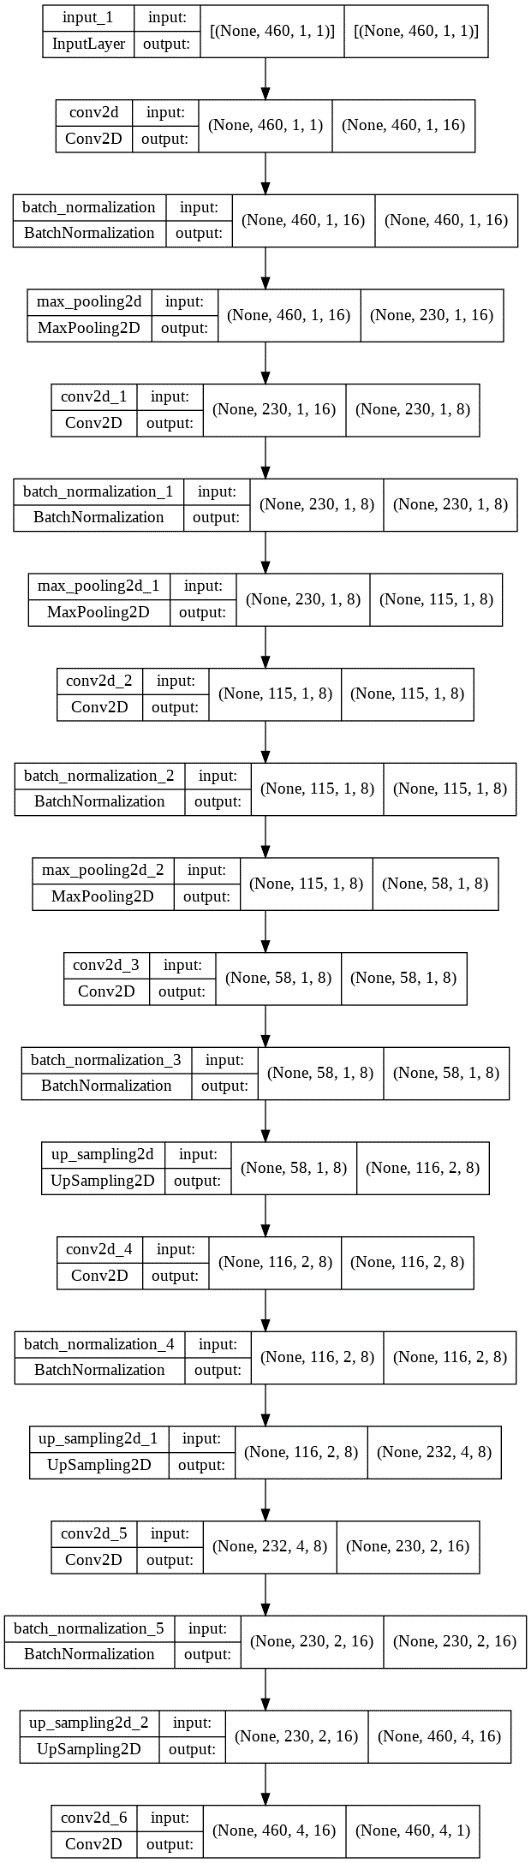 input_1 input: [(None, 460, 1, 1)] [(None, 460, 1, 1)]
InputLayer output:
conv2d input: (None, 460, 1, 1) (None, 460, 1, 16)
Conv2D output:
batch_normalization input: (None, 460, 1, 16) (None, 460, 1, 16)
BatchNormalization output:
max_pooling2d input: (None, 460, 1, 16) (None, 230, 1, 16)
MaxPooling2D output:
conv2d_1 input: (None, 230, 1, 16) (None, 230, 1, 8)
Conv2D output:
batch_normalization_1 input: (None, 230, 1, 8) (None, 230, 1, 8)
BatchNormalization output:
max_pooling2d_1 input: (None, 230, 1, 8) (None, 115, 1, 8)
MaxPooling2D output:
conv2d_2 input: (None, 115, 1, 8) (None, 115, 1, 8)
Conv2D output:
batch_normalization_2 input: (None, 115, 1, 8) (None, 115, 1, 8)
BatchNormalization output:
max_pooling2d_2 input: (None, 115, 1, 8) (None, 58, 1, 8)
MaxPooling2D output:
conv2d_3 input: (None, 58, 1, 8) (None, 58, 1, 8)
Conv2D output:
batch_normalization_3 input: (None, 58, 1, 8) (None, 58, 1, 8)
BatchNormalization output:
up_sampling2d input: (None, 58, 1, 8) (None, 116, 2, 8)
UpSampling2D output:
conv2d_4 input: (None, 116, 2, 8) (None, 116, 2, 8)
Conv2D output:
batch_normalization_4 input: (None, 116, 2, 8) (None, 116, 2, 8)
BatchNormalization output:
up_sampling2d_1 input: (None, 116, 2, 8) (None, 232, 4, 8)
UpSampling2D output:
conv2d_5 input: (None, 232, 4, 8) (None, 230, 2, 16)
Conv2D output:
batch_normalization_5 input: (None, 230, 2, 16) (None, 230, 2, 16)
BatchNormalization output:
up_sampling2d_2 input: (None, 230, 2, 16) (None, 460, 4, 16)
UpSampling2D output:
conv2d_6 input: (None, 460, 4, 16) (None, 460, 4, 1)
Conv2D output: